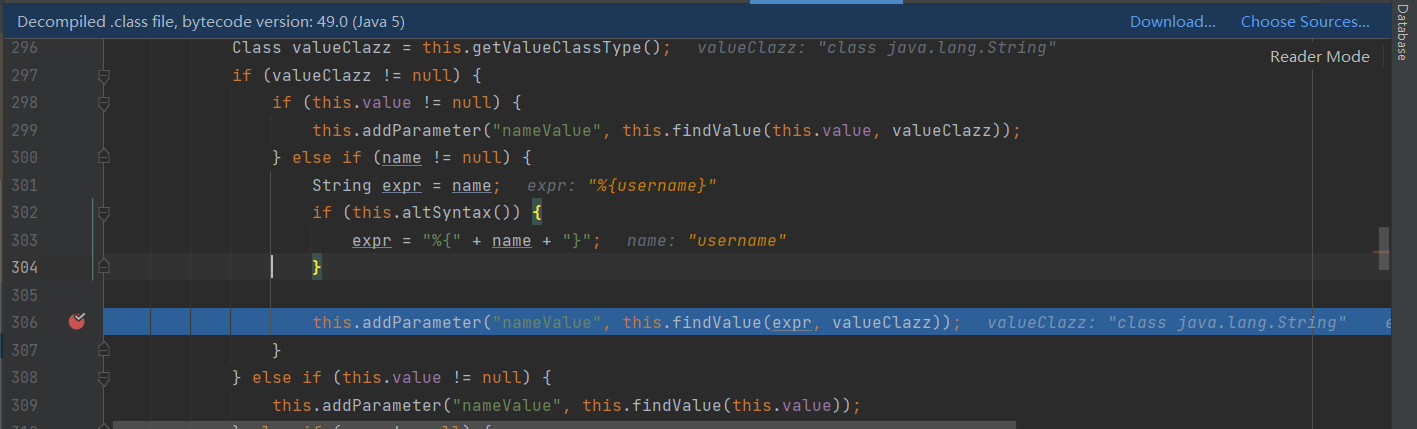 Decompiled .class file, bytecode version: 49.0 (Java 5) Download... Choose Sources...
Database
Reader Mode
296 Class valueClazz = this.getValueClassType(); valueClazz: "class java.lang.String"
297 if (valueClazz != null) {
298 if (this.value != null) {
299 this.addParameter("nameValue", this.findValue(this.value, valueClazz));
300 } else if (name != null) {
301 String expr = name; expr: "%{username}"
302 if (this.altSyntax()) {
303 expr = "%{" + name + "}"; name: "username"
304 }
305
306 this.addParameter("nameValue", this.findValue(expr, valueClazz)); valueClazz: "class java.lang.String" e
307 }
308 } else if (this.value != null) {
309 this.addParameter("nameValue", this.findValue(this.value));